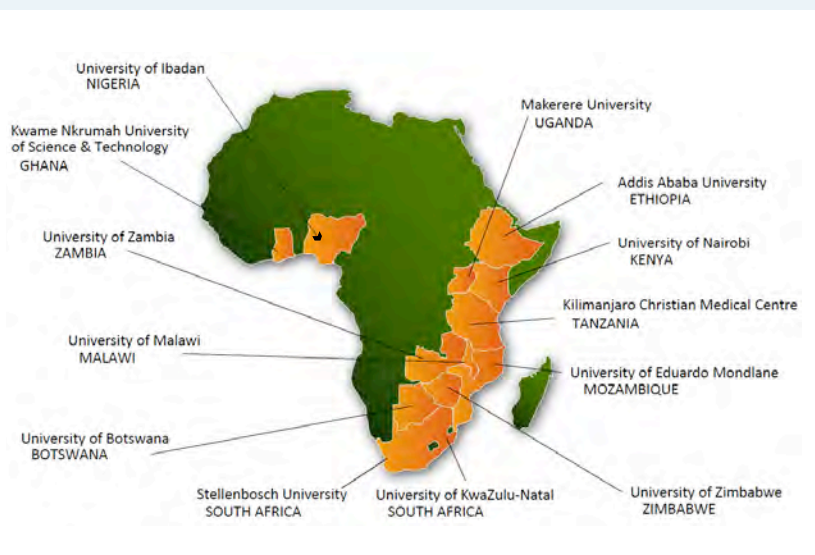 University of Ibadan
NIGERIA
Kwame Nkrumah University
of Science & Technology
GHANA
University of Zambia
ZAMBIA
University of Malawi
MALAWI
University of Botswana
BOTSWANA
Stellenbosch University
SOUTH AFRICA
University of KwaZulu-Natal
SOUTH AFRICA
Makerere University
UGANDA
Addis Ababa University
ETHIOPIA
University of Nairobi
KENYA
Kilimanjaro Christian Medical Centre
TANZANIA
University of Eduardo Mondlane
MOZAMBIQUE
University of Zimbabwe
ZIMBABWE